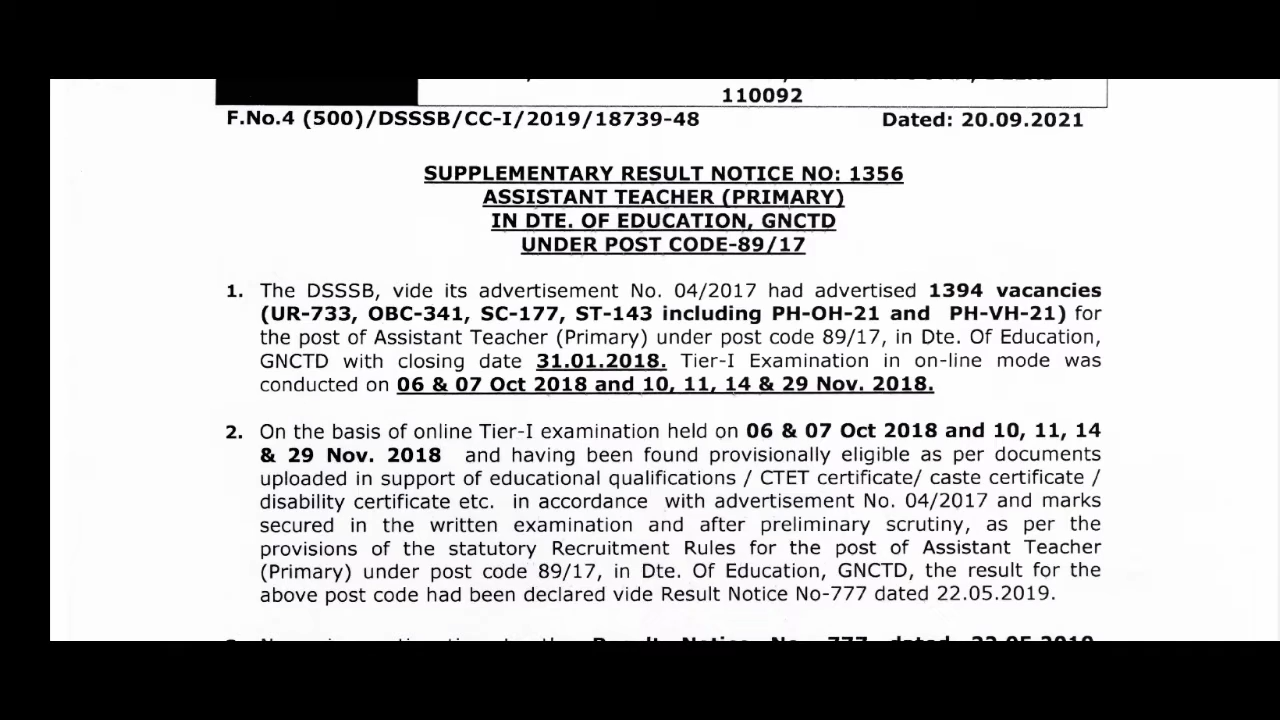 110092
F.No.4 (500)/DSSSB/CC-I/2019/18739-48 Dated: 20.09.2021
SUPPLEMENTARY RESULT NOTICE NO: 1356
ASSISTANT TEACHER (PRIMARY)
IN DTE. OF EDUCATION, GNCTD
UNDER POST CODE-89/17
1. The DSSSB, vide its advertisement No. 04/2017 had advertised 1394 vacancies
(UR-733, OBC-341, SC-177, ST-143 including PH-OH-21 and PH-VH-21) for
the post of Assistant Teacher (Primary) under post code 89/17, in Dte. Of Education,
GNCTD with closing date 31.01.2018. Tier-I Examination in on-line mode was
conducted on 06 & 07 Oct 2018 and 10, 11, 14 & 29 Nov. 2018.
2. On the basis of online Tier-I examination held on 06 & 07 Oct 2018 and 10, 11, 14
& 29 Nov. 2018 and having been found provisionally eligible as per documents
uploaded in support of educational qualifications / CTET certificate/ caste certificate /
disability certificate etc. in accordance with advertisement No. 04/2017 and marks
secured in the written examination and after preliminary scrutiny, as per the
provisions of the statutory Recruitment Rules for the post of Assistant Teacher
(Primary) under post code 89/17, in Dte. Of Education, GNCTD, the result for the
above post code had been declared vide Result Notice No-777 dated 22.05.2019.
Result Notice No. 777 dated 22.05.2019